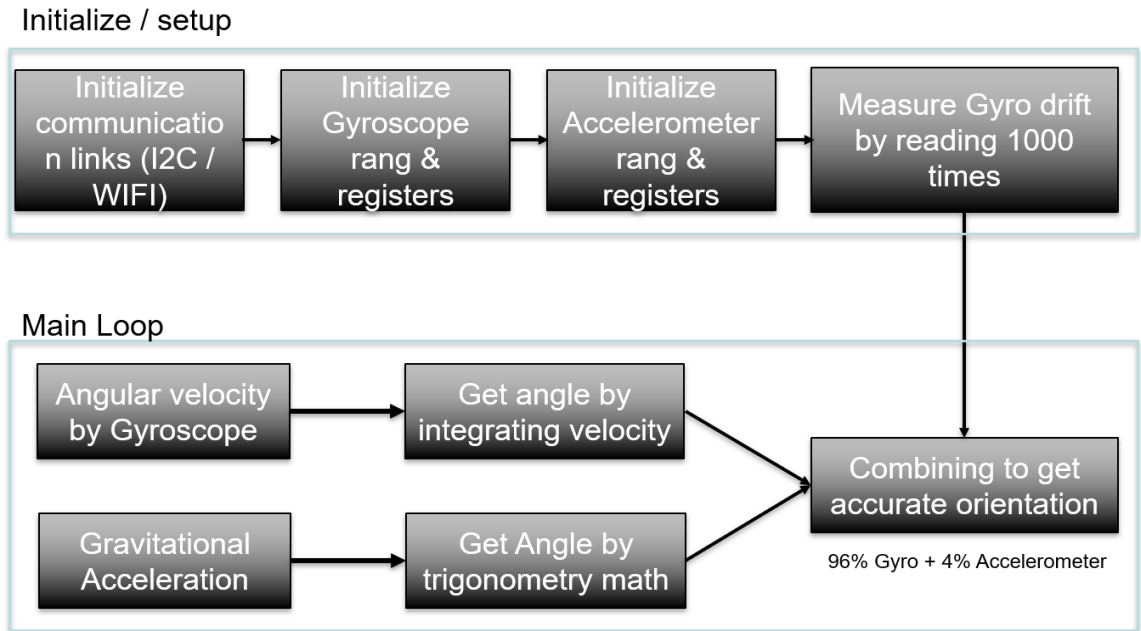 Initialize / setup
Initialize
communicatio
n links (I2C /
WIFI)
Initialize
Gyroscope
rang &
registers
Initialize
Accelerometer
rang &
registers
Measure Gyro drift
by reading 1000
times
Main Loop
Angular velocity
by Gyroscope
Get angle by
integrating velocity
Gravitational
Acceleration
Get Angle by
trigonometry math
Combining to get
accurate orientation
96% Gyro + 4% Accelerometer